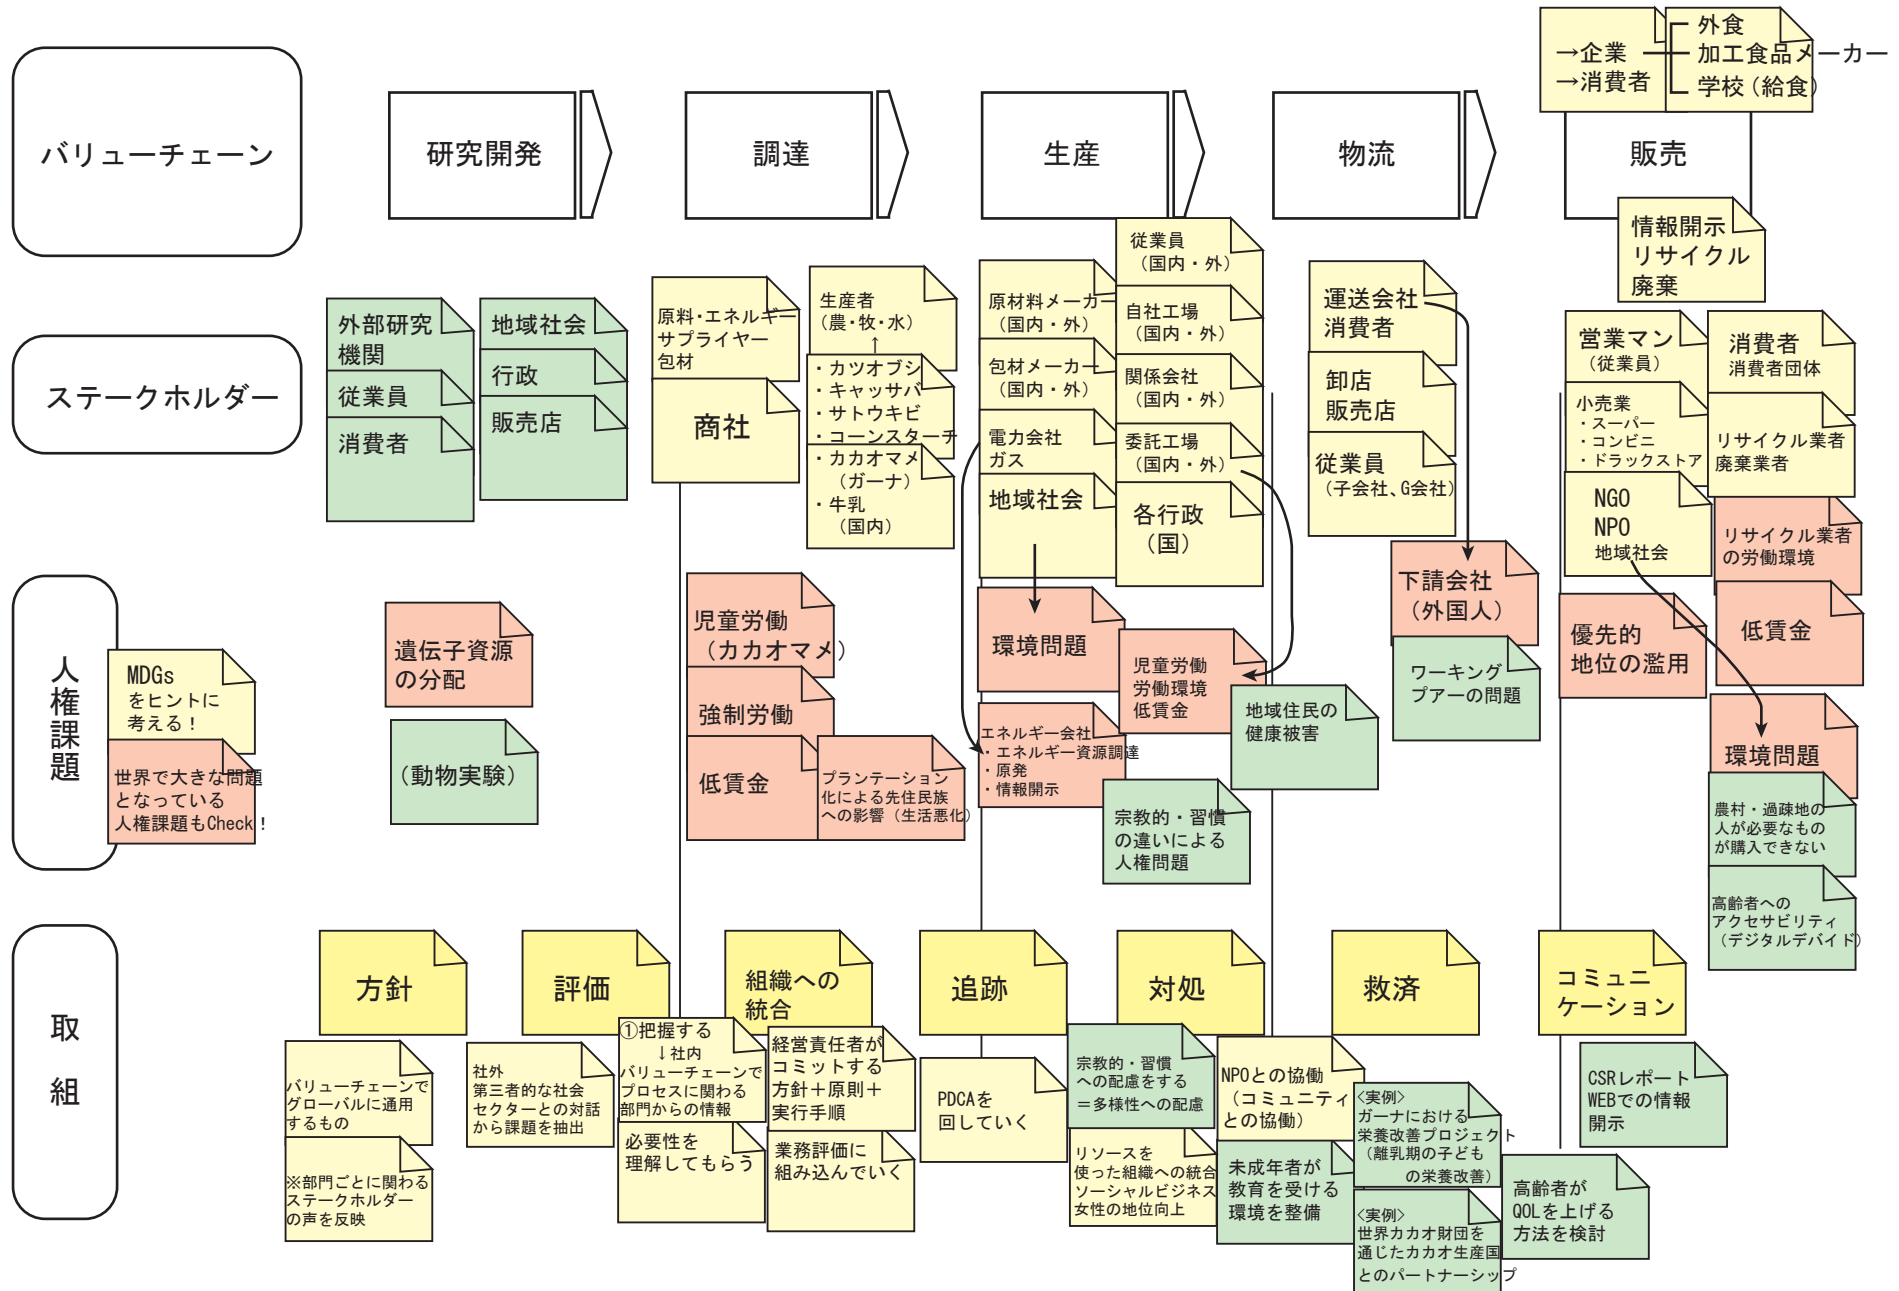 →企業
→消費者
外食
加工食品メーカー
学校(給食)
バリューチェーン
研究開発
調達
生産
物流
販売
情報開示
リサイクル
廃棄
ステークホルダー
外部研究
機関
従業員
消費者
地域社会
行政
販売店
原料・エネルギー
サプライヤー
包材
商社
生産者
(農・牧・水)
↑
・カツオブシ
・キャッサバ
・サトウキビ
・コーンスターチ
・カカオマメ
(ガーナ)
・牛乳
(国内)
原材料メーカー
(国内・外)
包材メーカー
(国内・外)
電力会社
ガス
地域社会
従業員
(国内・外)
自社工場
(国内・外)
関係会社
(国内・外)
委託工場
(国内・外)
各行政
(国)
運送会社
消費者
卸店
販売店
従業員
(子会社、G会社)
営業マン
(従業員)
小売業
・スーパー
・コンビニ
・ドラックストア
NGO
NPO
地域社会
消費者
消費者団体
リサイクル業者
廃棄業者
人権課題
MDGs
をヒントに
考える!
世界で大きな問題
となっている
人権課題もCheck!
遺伝子資源
の分配
(動物実験)
児童労働
(カカオマメ)
強制労働
低賃金
プランテーション
化による先住民族
への影響(生活悪化)
環境問題
エネルギー会社
・エネルギー資源調達
・原発
・情報開示
児童労働
労働環境
低賃金
宗教的・習慣
の違いによる
人権問題
地域住民の
健康被害
下請会社
(外国人)
ワーキング
プアーの問題
優先的
地位の濫用
リサイクル業者
の労働環境
低賃金
環境問題
農村・過疎地の
人が必要なもの
が購入できない
高齢者への
アクセサビリティ
(デジタルデバイド)
取組
方針
バリューチェーンで
グローバルに通用
するもの
※部門ごとに関わる
ステークホルダー
の声を反映
評価
社外
第三者的な社会
セクターとの対話
から課題を抽出
組織への
統合
①把握する
↓社内
バリューチェーンで
プロセスに関わる
部門からの情報
必要性を
理解してもらう
経営責任者が
コミットする
方針+原則+
実行手順
業務評価に
組み込んでいく
追跡
PDCAを
回していく
対処
宗教的・習慣
への配慮をする
=多様性への配慮
リソースを
使った組織への統合
ソーシャルビジネス
女性の地位向上
救済
NPOとの協働
(コミュニティ
との協働)
未成年者が
教育を受ける
環境を整備
<実例>
ガーナにおける
栄養改善プロジェクト
(離乳期の子ども
の栄養改善)
<実例>
世界カカオ財団を
通じたカカオ生産国
とのパートナーシップ
コミュニ
ケーション
CSRレポート
WEBでの情報
開示
高齢者が
QOLを上げる
方法を検討